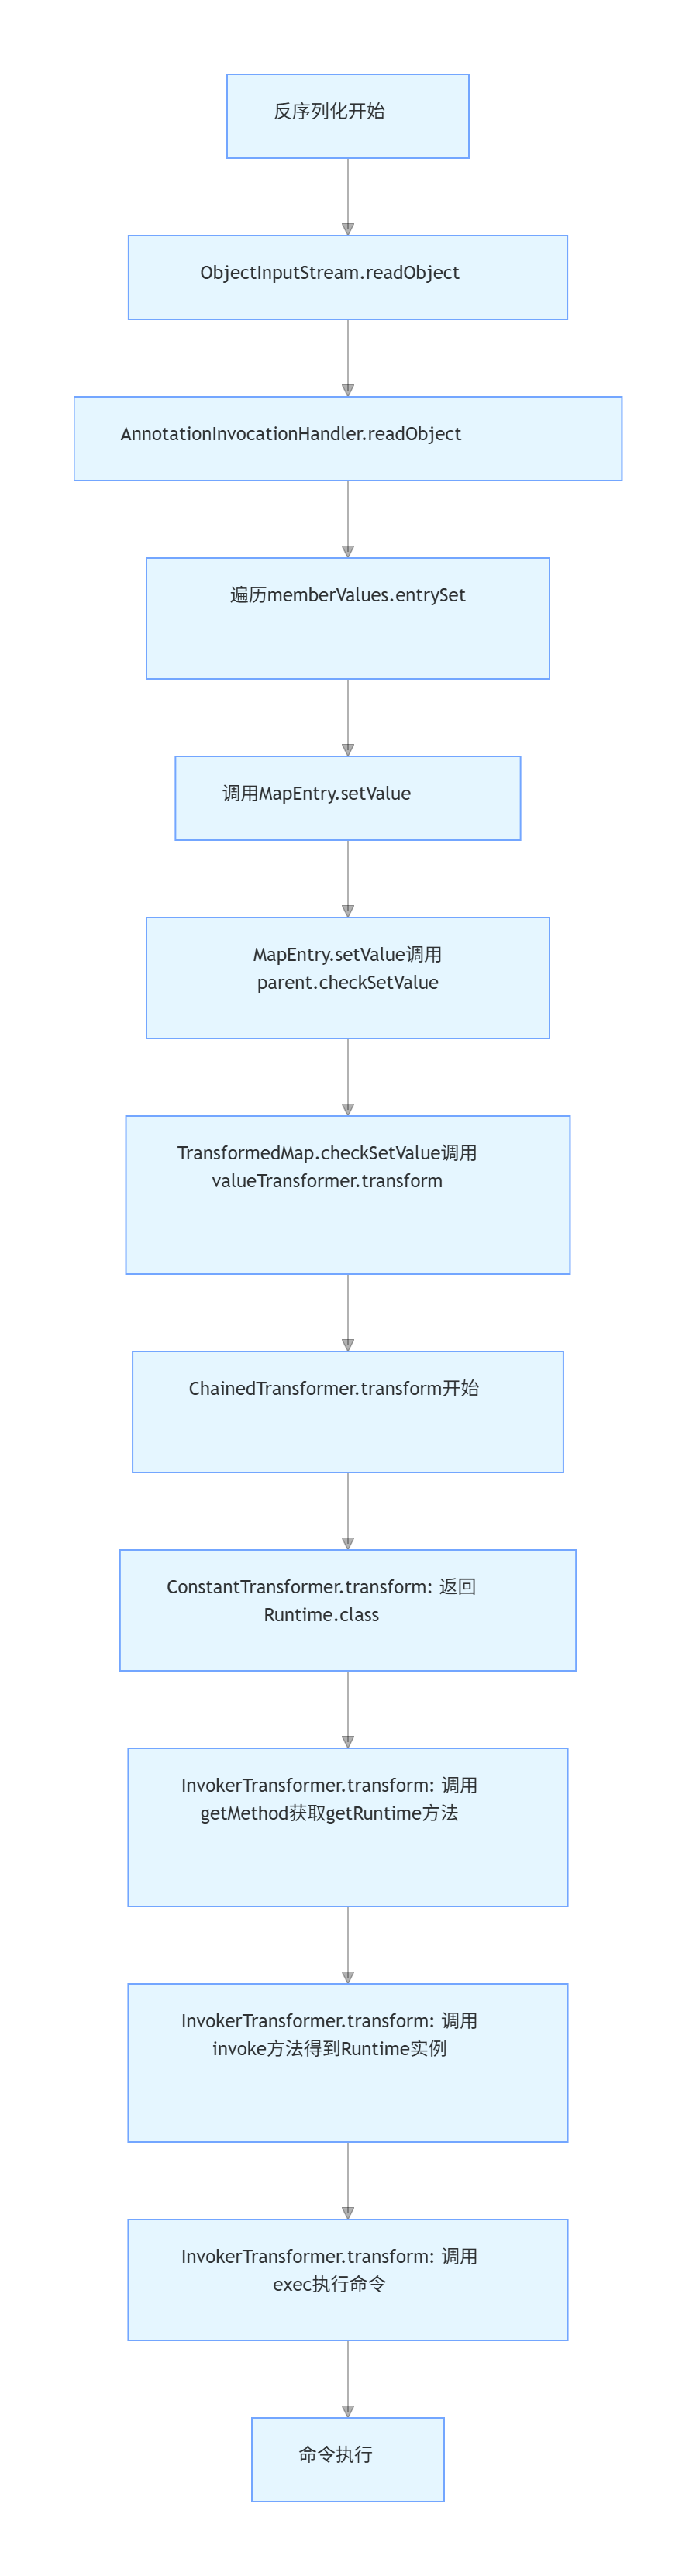 反序列化开始
ObjectInputStream.readObject
AnnotationInvocationHandler.readObject
遍历memberValues.entrySet
调用MapEntry.setValue
MapEntry.setValue调用
parent.checkSetValue
TransformedMap.checkSetValue调用
valueTransformer.transform
ChainedTransformer.transform开始
ConstantTransformer.transform: 返回
Runtime.class
InvokerTransformer.transform: 调用
getMethod获取getRuntime方法
InvokerTransformer.transform: 调用
invoke方法得到Runtime实例
InvokerTransformer.transform: 调用
exec执行命令
命令执行